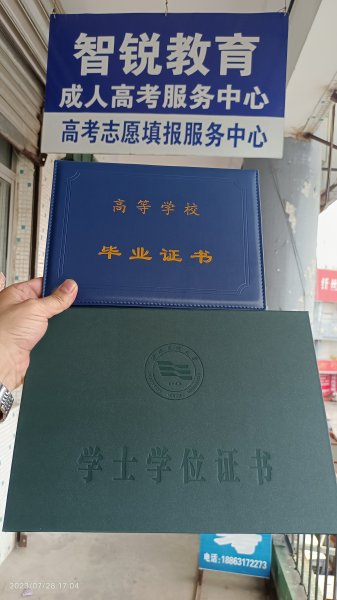 智锐教育
成人高考服务中心
高考志愿填报服务中心
高等学校
毕业证书
学士学位证书
电话:18863172273
2023/07/28 17:04